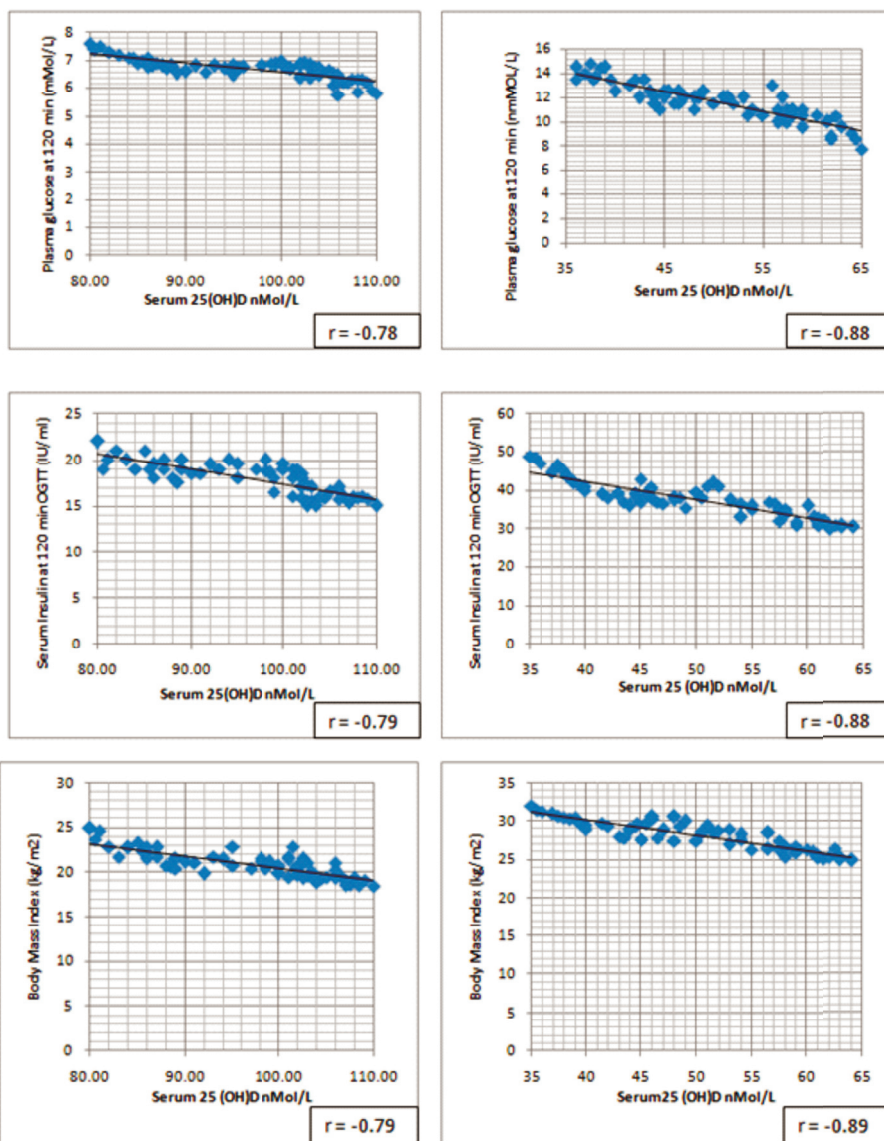 Plasma glucose at 120 min (mMol/L)
8
7
6
5
4
3
2
1
0
80.00 90.00 100.00 110.00
Serum 25(OH)D nMol/L
r = -0.78
Plasma glucose at 120 min (nmMOL/L)
16
14
12
10
8
6
4
2
0
35 45 55 65
Serum 25 (OH)D nMol/L
r = -0.88
Serum Insulin at 120 min OGTT (IU/ml)
25
20
15
10
5
0
80.00 90.00 100.00 110.00
Serum 25(OH)D nMol/L
r = -0.79
Serum Insulin at 120 min OGTT (IU/ml)
60
50
40
30
20
10
0
35 40 45 50 55 60 65
Serum 25 (OH)D nMol/L
r = -0.88
Body Mass Index (kg/m2)
30
25
20
15
10
5
0
80.00 90.00 100.00 110.00
Serum 25 (OH)D nMol/L
r = -0.79
Body Mass Index (kg/m2)
35
30
25
20
15
10
5
0
35 40 45 50 55 60 65
Serum25 (OH)D nMol/L
r = -0.89